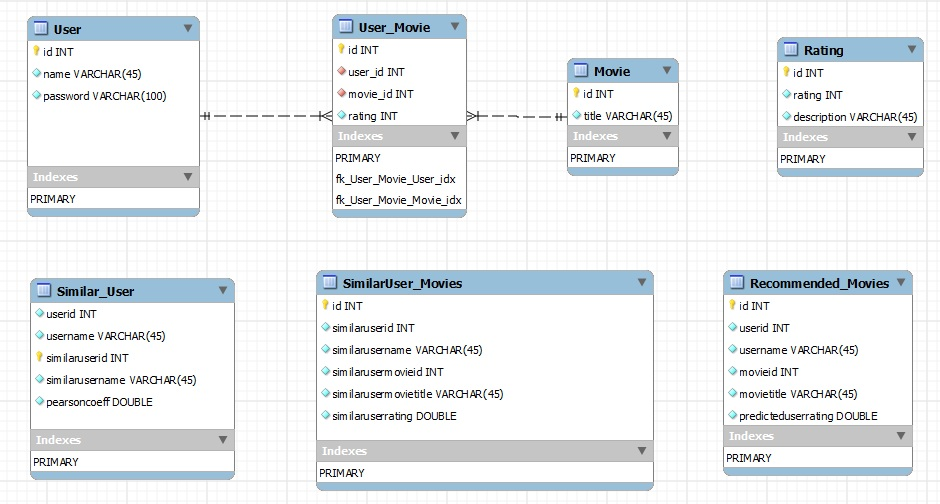 User
id INT
name VARCHAR(45)
password VARCHAR(100)
Indexes
PRIMARY
User_Movie
id INT
user_id INT
movie_id INT
rating INT
Indexes
PRIMARY
fk_User_Movie_User_idx
fk_User_Movie_Movie_idx
Movie
id INT
title VARCHAR(45)
Indexes
PRIMARY
Rating
id INT
rating INT
description VARCHAR(45)
Indexes
PRIMARY
Similar_User
userid INT
username VARCHAR(45)
similaruserid INT
similarusername VARCHAR(45)
pearsoncoeff DOUBLE
Indexes
PRIMARY
SimilarUser_Movies
id INT
similaruserid INT
similarusername VARCHAR(45)
similarusermovieid INT
similarusermovietitle VARCHAR(45)
similaruserrating DOUBLE
Indexes
PRIMARY
Recommended_Movies
id INT
userid INT
username VARCHAR(45)
movieid INT
movietitle VARCHAR(45)
predicteduserrating DOUBLE
Indexes
PRIMARY